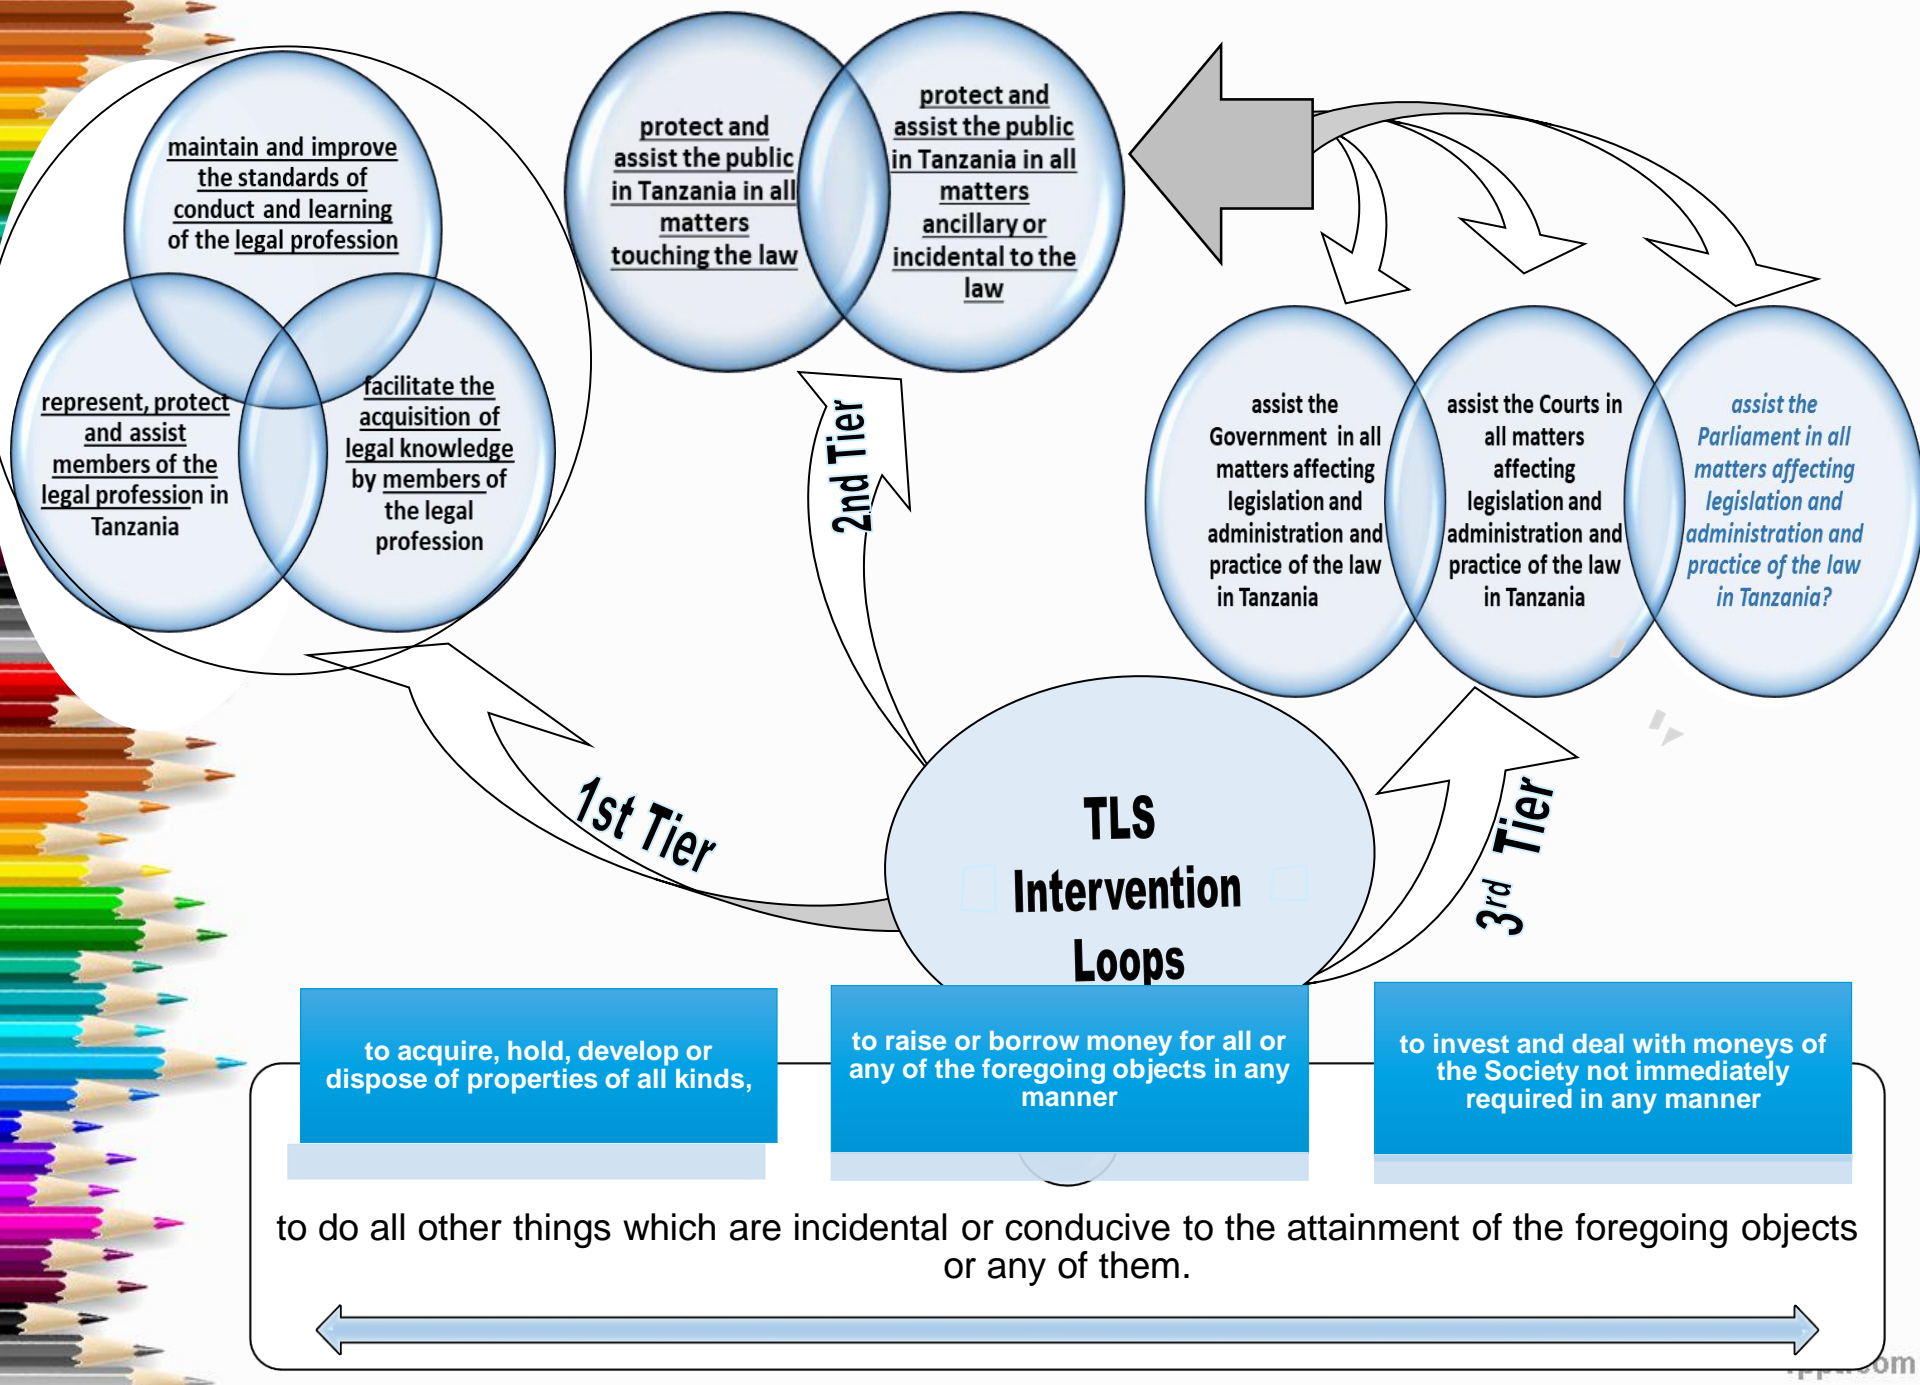 maintain and improve
the standards of
conduct and learning
of the legal profession
represent, protect
and assist
members of the
legal profession in
Tanzania
facilitate the
acquisition of
legal knowledge
by members of
the legal
profession
protect and
assist the public
in Tanzania in all
matters
touching the law
protect and
assist the public
in Tanzania in all
matters
ancillary or
incidental to the
law
assist the
Government in all
matters affecting
legislation and
administration and
practice of the law
in Tanzania
assist the Courts in
all matters
affecting
legislation and
administration and
practice of the law
in Tanzania
assist the
Parliament in all
matters affecting
legislation and
administration and
practice of the law
in Tanzania?
1st Tier
2nd Tier
3rd Tier
TLS
Intervention
Loops
to acquire, hold, develop or
dispose of properties of all kinds,
to raise or borrow money for all or
any of the foregoing objects in any
manner
to invest and deal with moneys of
the Society not immediately
required in any manner
to do all other things which are incidental or conducive to the attainment of the foregoing objects
or any of them.